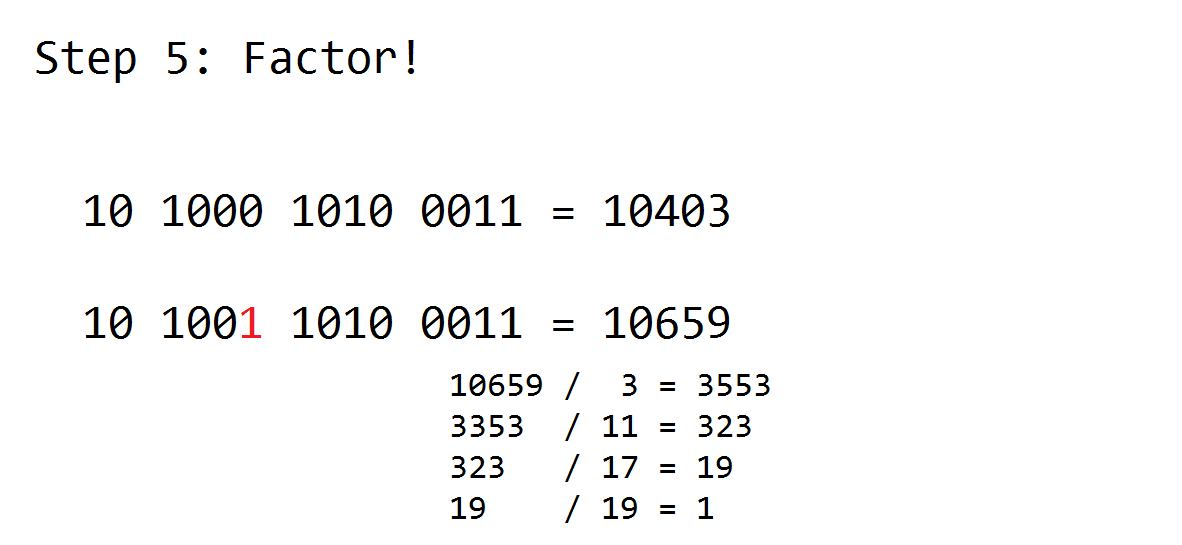 Step 5: Factor!
10 1000 1010 0011 = 10403
10 1001 1010 0011 = 10659
10659 / 3 = 3553
3353 / 11 = 323
323 / 17 = 19
19 / 19 = 1